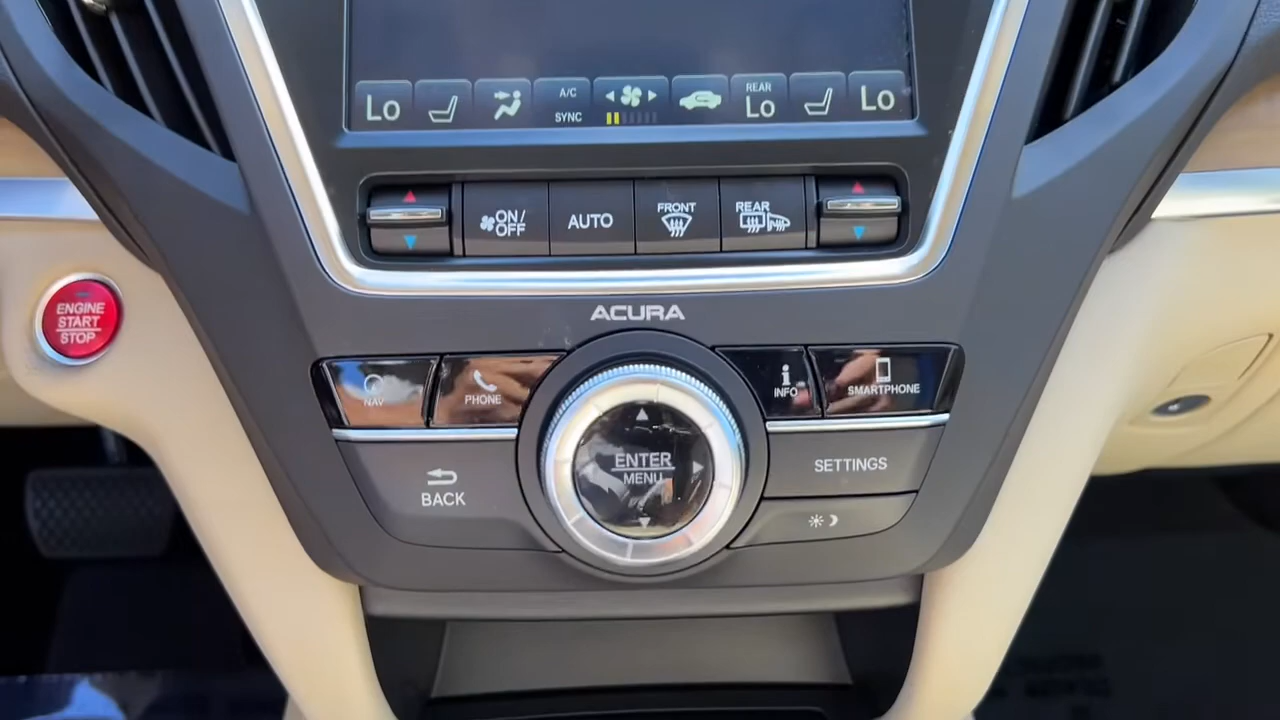 Lo
A/C
SYNC
REAR
Lo
Lo
ON/
OFF
AUTO
FRONT
REAR
ENGINE
START
STOP
ACURA
NAV
PHONE
INFO
SMARTPHONE
ENTER
MENU
BACK
SETTINGS